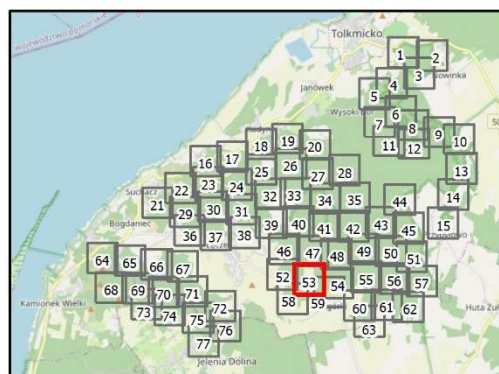 województwo pomorskie
Tolkmicko
1 2
3
Nowinka
Janówek
4
5
6
7
8
9
10
11
12
13
14
15
16 17 18 19 20
21 22 23 24 25 26 27 28
29 30 31 32 33 34 35
36 37 38 39 40 41 42 43 44 45
Suchacz
Bogdaniec
46 47 48 49 50 51
52 53 54 55 56 57
58 59 60 61 62
63
64 65 66 67
68 69 70 71 72
73 74 75 76
77
Kamionek Wielki
Jelenia Dolina